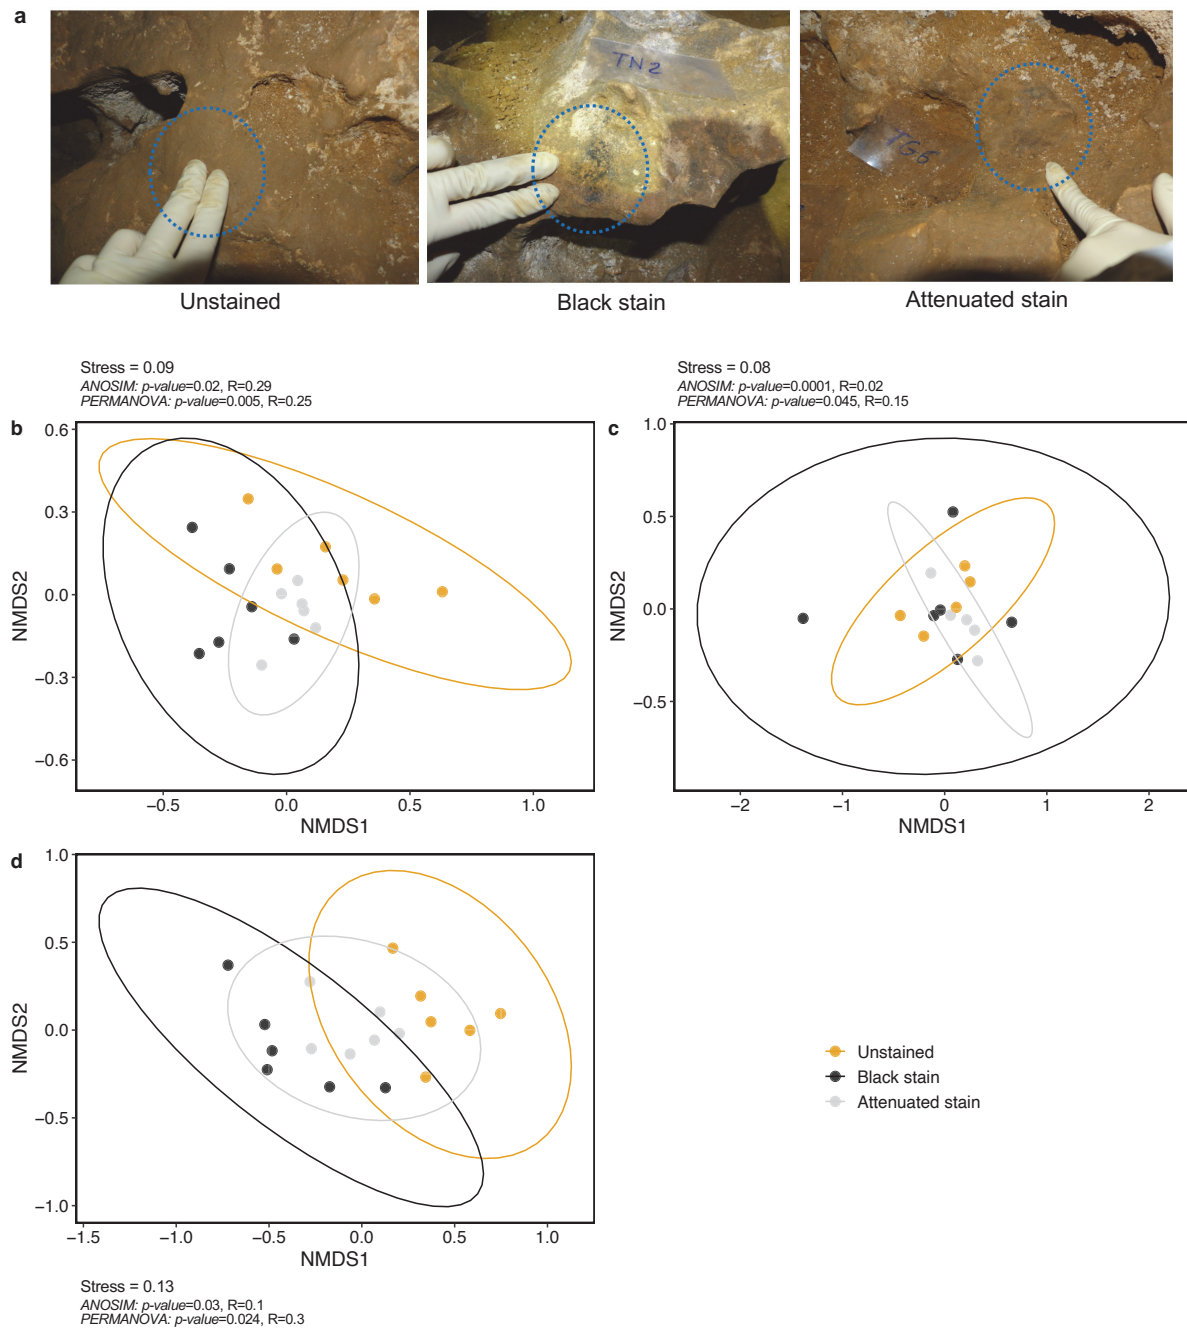 a
TN2
TG6
Unstained
Black stain
Attenuated stain
Stress = 0.09
ANOSIM: p-value=0.02, R=0.29
PERMANOVA: p-value=0.005, R=0.25
b
0.6
0.3
0.0
−0.3
−0.6
NMDS2
−0.5
0.0
0.5
1.0
NMDS1
Stress = 0.08
ANOSIM: p-value=0.0001, R=0.02
PERMANOVA: p-value=0.045, R=0.15
c
1.0
0.5
0.0
−0.5
NMDS2
−2
−1
0
1
2
NMDS1
d
1.0
0.5
0.0
−0.5
−1.0
NMDS2
−1.5
−1.0
−0.5
0.0
0.5
1.0
NMDS1
Stress = 0.13
ANOSIM: p-value=0.03, R=0.1
PERMANOVA: p-value=0.024, R=0.3
Unstained
Black stain
Attenuated stain